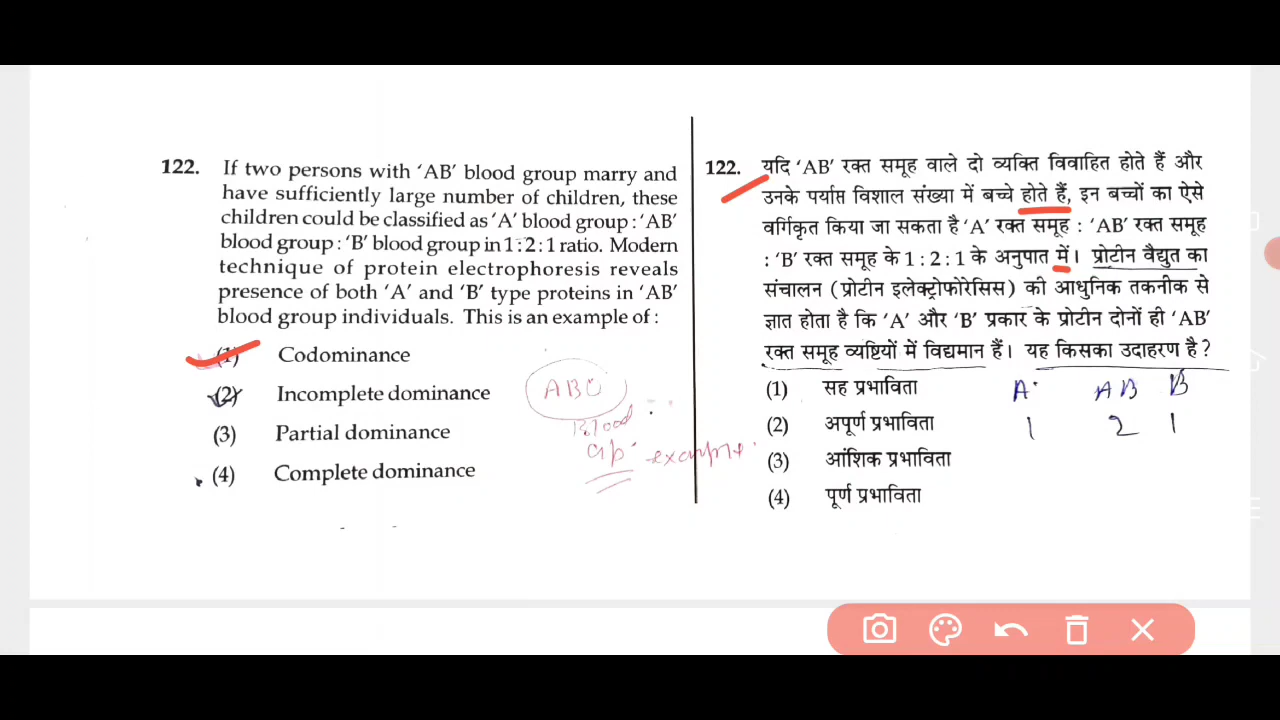 122. If two persons with ‘AB’ blood group marry and
have sufficiently large number of children, these
children could be classified as ‘A’ blood group : ‘AB’
blood group : ‘B’ blood group in 1 : 2 : 1 ratio. Modern
technique of protein electrophoresis reveals
presence of both ‘A’ and ‘B’ type proteins in ‘AB’
blood group individuals. This is an example of :
(1) Codominance
(2) Incomplete dominance
(3) Partial dominance
(4) Complete dominance
ABO
Blood
gp
example
122. यदि ‘AB’ रक्त समूह वाले दो व्यक्ति विवाहित होते हैं और
उनके पर्याप्त विशाल संख्या में बच्चे होते हैं, इन बच्चों का ऐसे
वर्गिकृत किया जा सकता है ‘A’ रक्त समूह : ‘AB’ रक्त समूह
: ‘B’ रक्त समूह के 1 : 2 : 1 के अनुपात में। प्रोटीन वैद्युत का
संचालन (प्रोटीन इलेक्ट्रोफोरेसिस) की आधुनिक तकनीक से
ज्ञात होता है कि ‘A’ और ‘B’ प्रकार के प्रोटीन दोनों ही ‘AB’
रक्त समूह व्यष्टियों में विद्यमान हैं। यह किसका उदाहरण है ?
(1) सह प्रभाविता
(2) अपूर्ण प्रभाविता
(3) आंशिक प्रभाविता
(4) पूर्ण प्रभाविता
A AB B
1 2 1